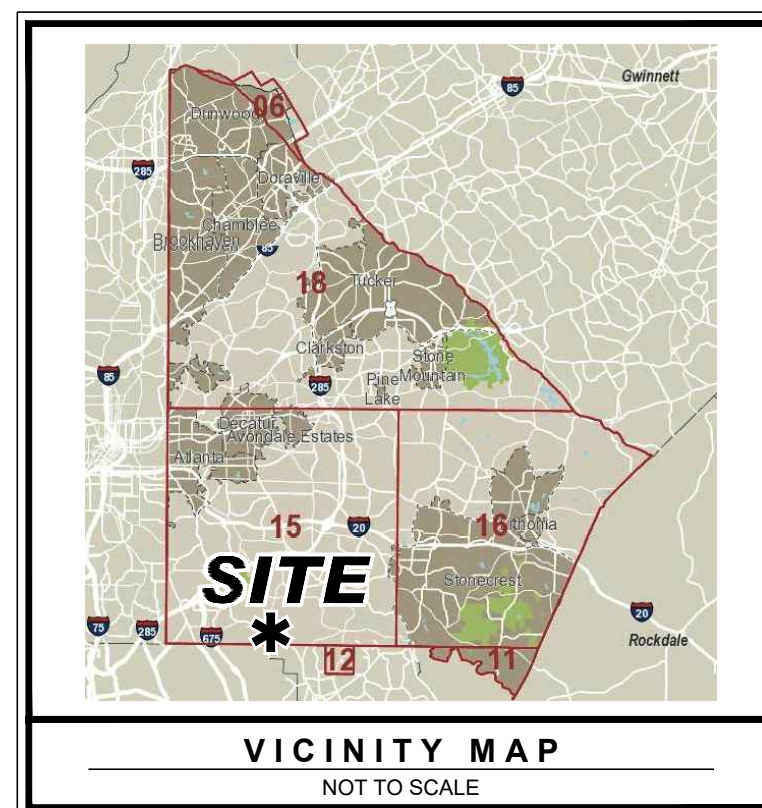 Gwinnett
85
06
Dunwoody
285
Doraville
Chamblee
Brookhaven
Brookhaven
85
18
Tucker
Clarkston
Stone
Mountain
285
Pine
Lake
85
Decatur
Avondale Estates
Atlanta
15
20
16
Lithonia
SITE
Stonecrest
20
75
285
675
*
Rockdale
12
11
VICINITY MAP
NOT TO SCALE